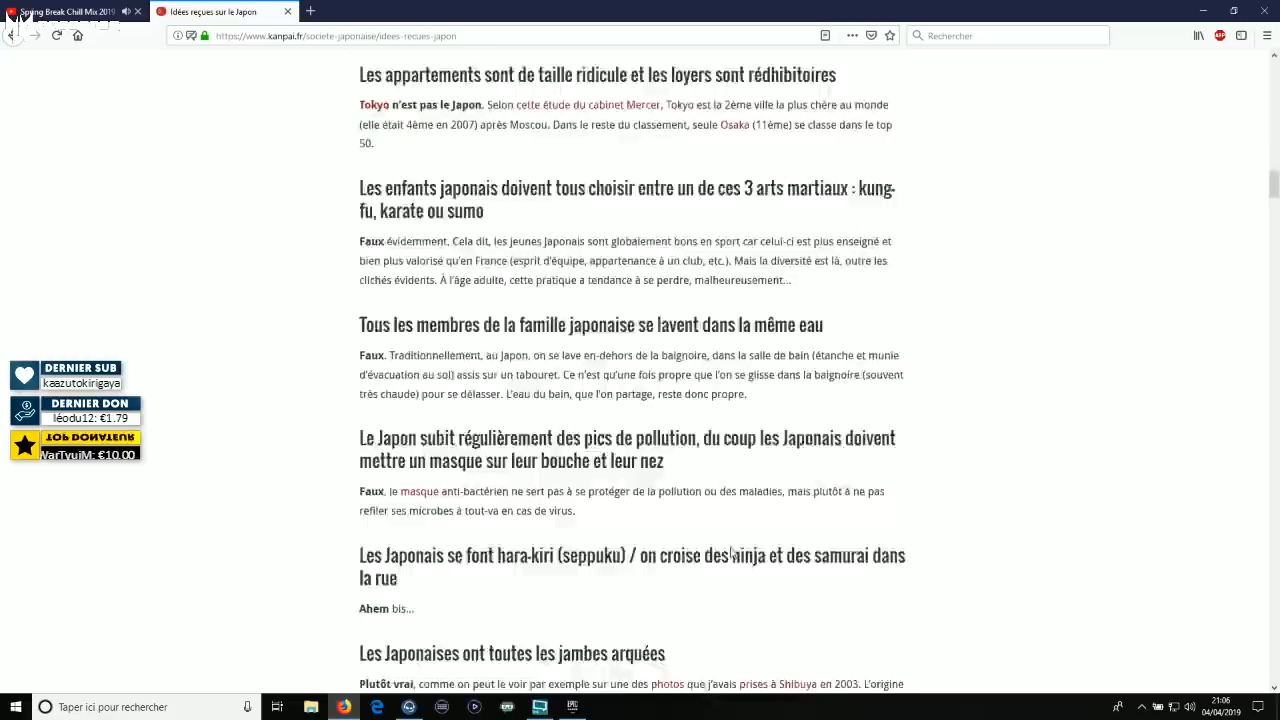 Spring Break Chill Mix 2019
Idées reçues sur le Japon
https://www.kanpai.fr/societe-japonaise/idees-recues-japon
Rechercher
Les appartements sont de taille ridicule et les loyers sont rédhibitoires
Tokyo n'est pas le Japon. Selon cette étude du cabinet Mercer, Tokyo est la 2ème ville la plus chère au monde
(elle était 4ème en 2007) après Moscou. Dans le reste du classement, seule Osaka (11ème) se classe dans le top
50.
Les enfants japonais doivent tous choisir entre un de ces 3 arts martiaux : kung-
fu, karate ou sumo
Faux évidemment. Cela dit, les jeunes Japonais sont globalement bons en sport car celui-ci est plus enseigné et
bien plus valorisé qu'en France (esprit d'équipe, appartenance à un club, etc.). Mais la diversité est là, outre les
clichés évidents. À l'âge adulte, cette pratique a tendance à se perdre, malheureusement...
Tous les membres de la famille japonaise se lavent dans la même eau
Faux. Traditionnellement, au Japon, on se lave en-dehors de la baignoire, dans la salle de bain (étanche et munie
d'évacuation au sol) assis sur un tabouret. Ce n'est qu'une fois propre que l'on se glisse dans la baignoire (souvent
très chaude) pour se délasser. L'eau du bain, que l'on partage, reste donc propre.
DERNIER SUB
kaazutokirigaya
DERNIER DON
léodu12: €1.79
TOP DONATEUR
WarTyuiM: €10.00
Le Japon subit régulièrement des pics de pollution, du coup les Japonais doivent
mettre un masque sur leur bouche et leur nez
Faux, le masque anti-bactérien ne sert pas à se protéger de la pollution ou des maladies, mais plutôt à ne pas
refiler ses microbes à tout-va en cas de virus.
Les Japonais se font hara-kiri (seppuku) / on croise des ninja et des samurai dans
la rue
Ahem bis...
Les Japonaises ont toutes les jambes arquées
Plutôt vrai, comme on peut le voir par exemple sur une des photos que j'avais prises à Shibuya en 2003. L'origine
Taper ici pour rechercher
21:06
04/04/2019